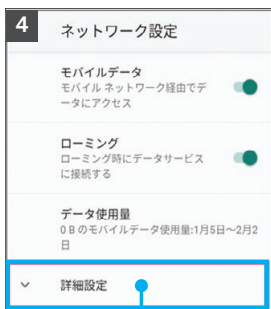 4
ネットワーク設定
モバイルデータ
モバイル ネットワーク経由でデ
ータにアクセス
ローミング
ローミング時にデータサービス
に接続する
データ使用量
0 B のモバイルデータ使用量:1月5日～2月2
日
詳細設定